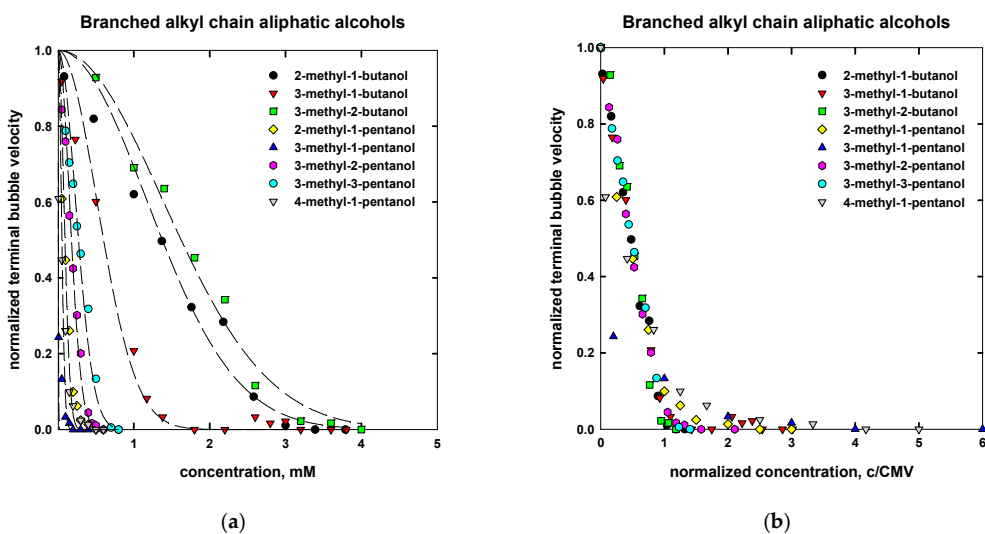 Branched alkyl chain aliphatic alcohols
normalized terminal bubble velocity
1.0
0.8
0.6
0.4
0.2
0.0
0
1
2
3
4
5
2-methyl-1-butanol
3-methyl-1-butanol
3-methyl-2-butanol
2-methyl-1-pentanol
3-methyl-1-pentanol
3-methyl-2-pentanol
3-methyl-3-pentanol
4-methyl-1-pentanol
concentration, mM
(a)
Branched alkyl chain aliphatic alcohols
normalized terminal bubble velocity
1.0
0.8
0.6
0.4
0.2
0.0
0
1
2
3
4
5
6
2-methyl-1-butanol
3-methyl-1-butanol
3-methyl-2-butanol
2-methyl-1-pentanol
3-methyl-1-pentanol
3-methyl-2-pentanol
3-methyl-3-pentanol
4-methyl-1-pentanol
normalized concentration, c/CMV
(b)